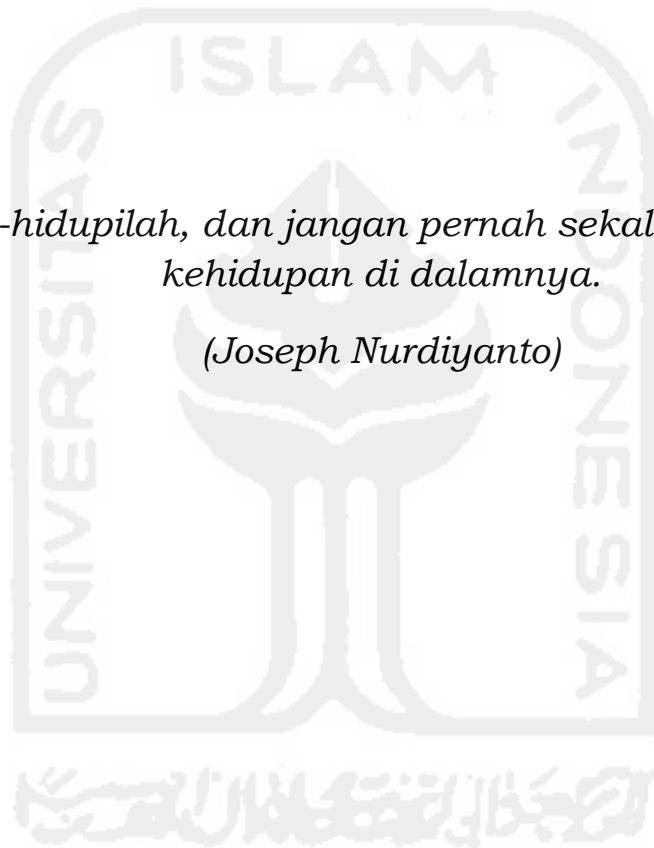 ISLAM
UNIVERSITAS
INDONESIA
-hidupilah, dan jangan pernah sekal
kehidupan di dalamnya.
(Joseph Nurdiyanto)